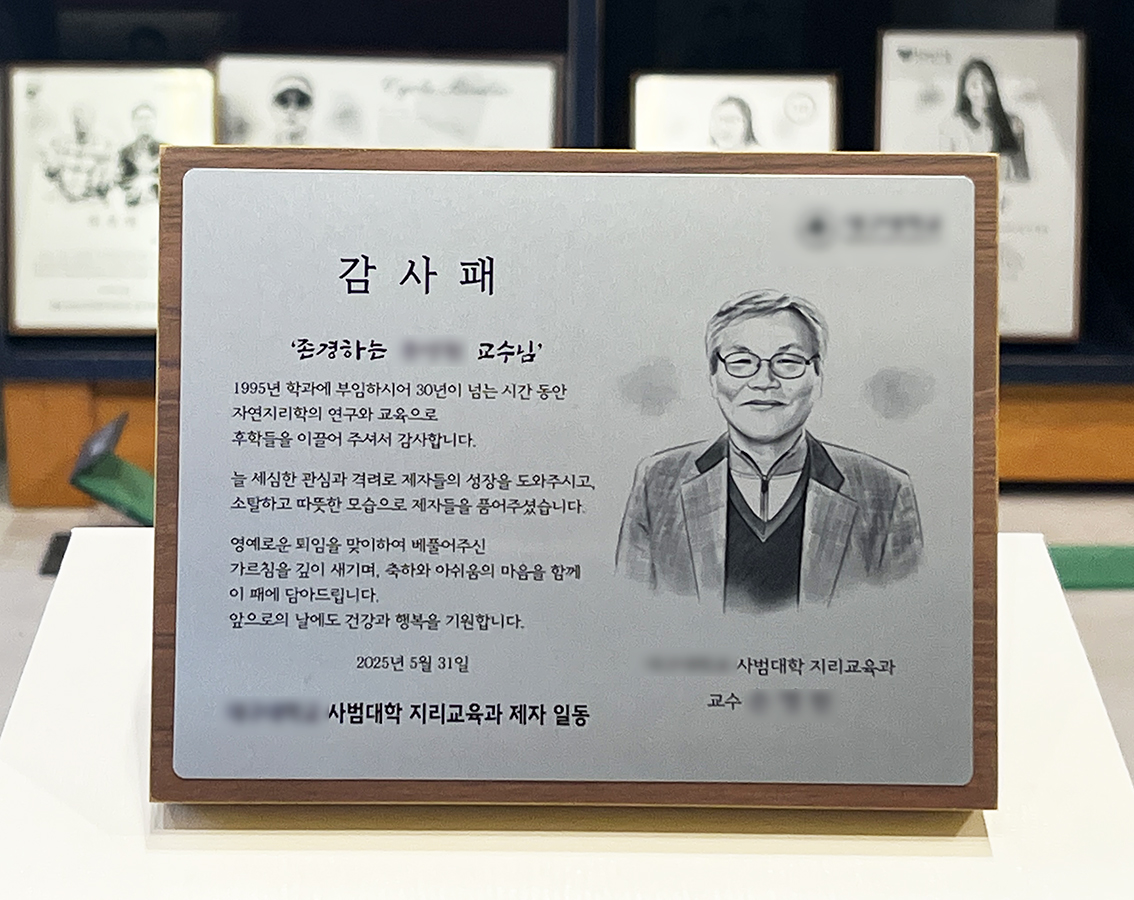 감 사 패
'존경하는 교수님'
1995년 학과에 부임하시어 30년이 넘는 시간 동안
자연지리학의 연구와 교육으로
후학들을 이끌어 주셔서 감사합니다.
늘 세심한 관심과 격려로 제자들의 성장을 도와주시고,
소탈하고 따뜻한 모습으로 제자들을 품어주셨습니다.
영예로운 퇴임을 맞이하여 베풀어주신
가르침을 깊이 새기며, 축하와 아쉬움의 마음을 함께
이 패에 담아드립니다.
앞으로의 날에도 건강과 행복을 기원합니다.
2025년 5월 31일
사범대학 지리교육과 제자 일동
사범대학 지리교육과
교수